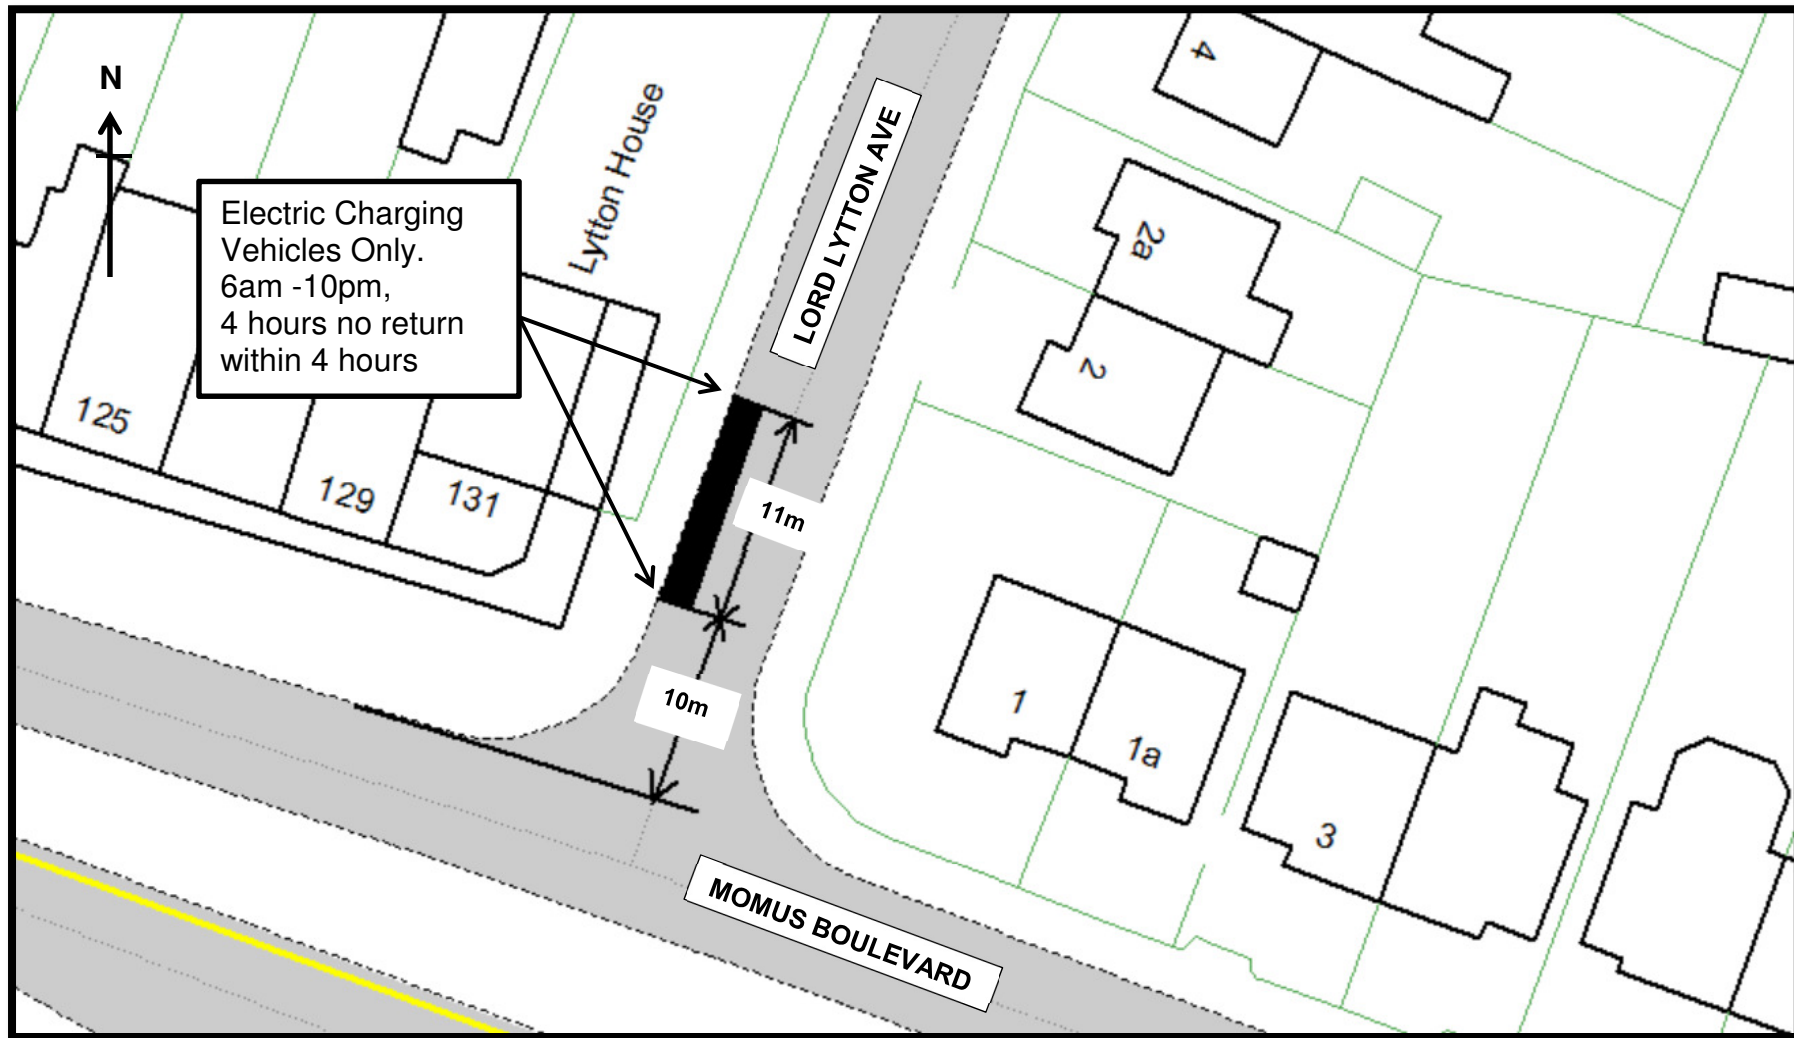 N
4
Lytton House
LORD LYTTON AVE
Electric Charging
Vehicles Only.
6am -10pm,
4 hours no return
within 4 hours
2a
2
125
129
131
11m
10m
1
1a
3
MOMUS BOULEVARD